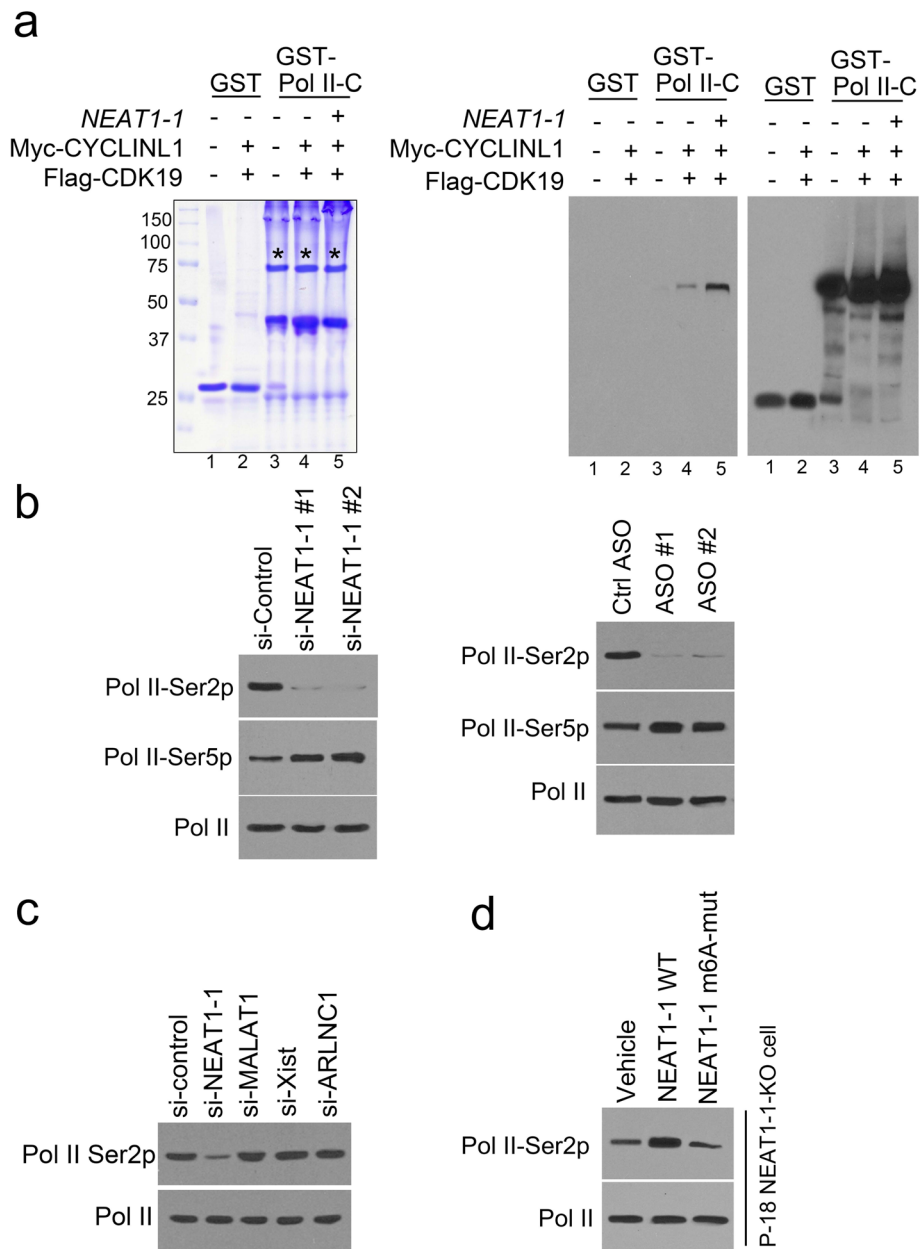 a
GST
GST-
Pol II-C
NEAT1-1 - - - - +
Myc-CYCLINL1 - + - + +
Flag-CDK19 - + - + +
150
100
75
50
37
25
* * *
1 2 3 4 5
GST
GST-
Pol II-C
GST
GST-
Pol II-C
NEAT1-1 - - - - + - - - - +
Myc-CYCLINL1 - + - + + - + - + +
Flag-CDK19 - + - + + - + - + +
1 2 3 4 5
1 2 3 4 5
b
si-Control
si-NEAT1-1 #1
si-NEAT1-1 #2
Pol II-Ser2p
Pol II-Ser5p
Pol II
Ctrl ASO
ASO #1
ASO #2
Pol II-Ser2p
Pol II-Ser5p
Pol II
c
si-control
si-NEAT1-1
si-MALAT1
si-Xist
si-ARLNC1
Pol II Ser2p
Pol II
d
Vehicle
NEAT1-1 WT
NEAT1-1 m6A-mut
Pol II-Ser2p
Pol II
P-18 NEAT1-1-KO cell